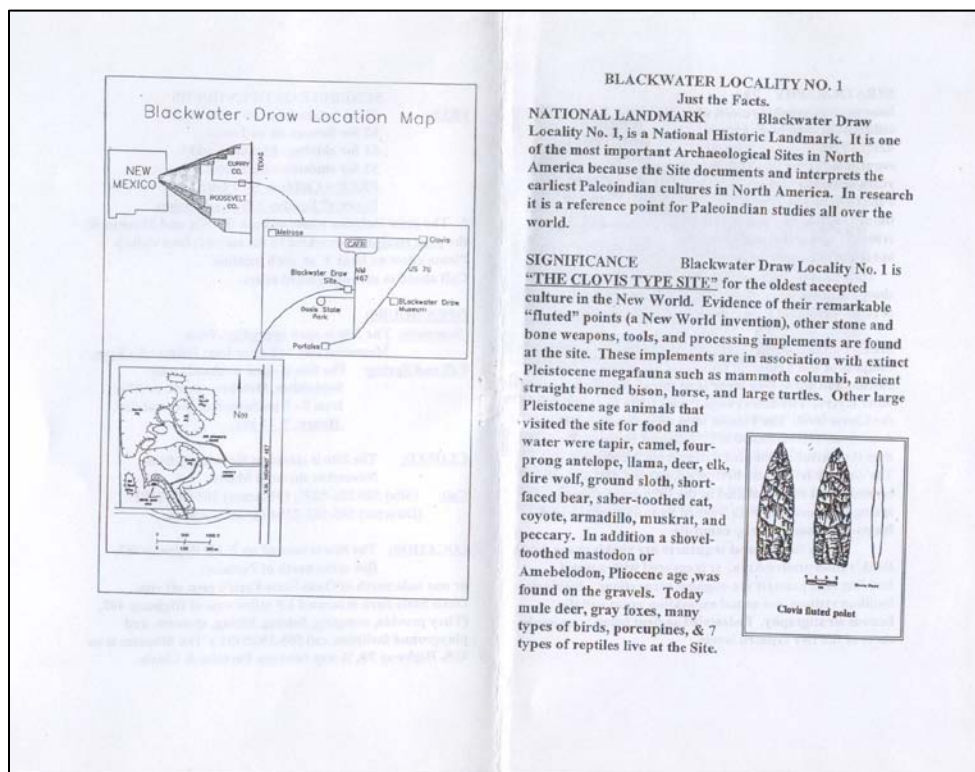 Blackwater Draw Location Map
NEW
MEXICO
CURRY
CO.
ROOSEVELT
CO.
TEXAS
Melrose
CAFB
Clovis
US 70
NM
467
Blackwater Draw
Site
Oasis State
Park
Blackwater Draw
Museum
Portales
BLACKWATER LOCALITY NO. 1
Just the Facts.
NATIONAL LANDMARK Blackwater Draw
Locality No. 1, is a National Historic Landmark. It is one
of the most important Archaeological Sites in North
America because the Site documents and interprets the
earliest Paleoindian cultures in North America. In research
it is a reference point for Paleoindian studies all over the
world.
SIGNIFICANCE Blackwater Draw Locality No. 1 is
"THE CLOVIS TYPE SITE" for the oldest accepted
culture in the New World. Evidence of their remarkable
"fluted" points (a New World invention), other stone and
bone weapons, tools, and processing implements are found
at the site. These implements are in association with extinct
Pleistocene megafauna such as mammoth columbi, ancient
straight horned bison, horse, and large turtles. Other large
Pleistocene age animals that
visited the site for food and
water were tapir, camel, four-
prong antelope, llama, deer, elk,
dire wolf, ground sloth, short-
faced bear, saber-toothed cat,
coyote, armadillo, muskrat, and
peccary. In addition a shovel-
toothed mastodon or
Amebelodon, Pliocene age ,was
found on the gravels. Today
mule deer, gray foxes, many
types of birds, porcupines, & 7
types of reptiles live at the Site.
Clovis fluted point